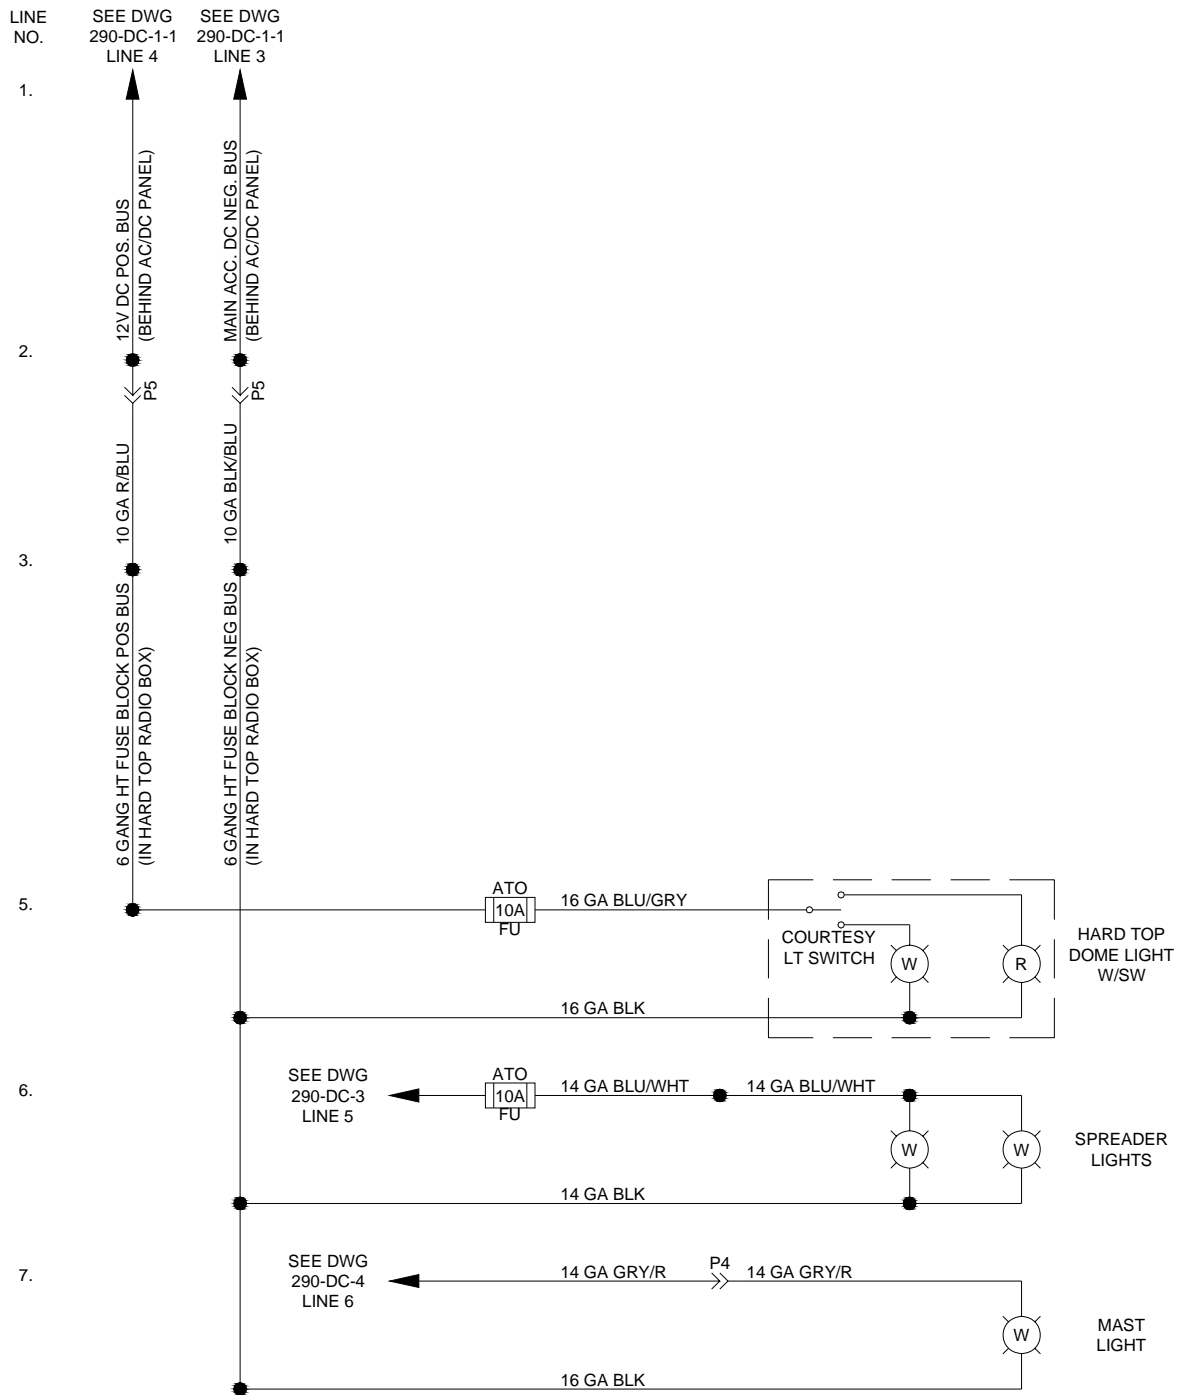 LINE
NO.
SEE DWG
290-DC-1-1
LINE 4
SEE DWG
290-DC-1-1
LINE 3
1.
12V DC POS. BUS
(BEHIND AC/DC PANEL)
MAIN ACC. DC NEG. BUS
(BEHIND AC/DC PANEL)
2.
P5
P5
10 GA R/BLU
10 GA BLK/BLU
3.
6 GANG HT FUSE BLOCK POS BUS
(IN HARD TOP RADIO BOX)
6 GANG HT FUSE BLOCK NEG BUS
(IN HARD TOP RADIO BOX)
5.
ATO
10A
FU
16 GA BLU/GRY
COURTESY
LT SWITCH
W
R
HARD TOP
DOME LIGHT
W/SW
16 GA BLK
6.
SEE DWG
290-DC-3
LINE 5
ATO
10A
FU
14 GA BLU/WHT
14 GA BLU/WHT
W
W
SPREADER
LIGHTS
14 GA BLK
7.
SEE DWG
290-DC-4
LINE 6
14 GA GRY/R
P4
14 GA GRY/R
W
MAST
LIGHT
16 GA BLK